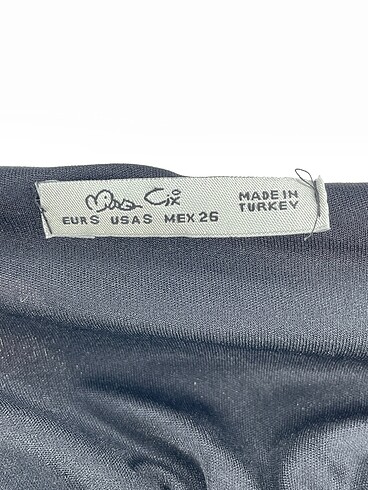 Miss Cix
MADE IN
TURKEY
EUR S USA S MEX 26